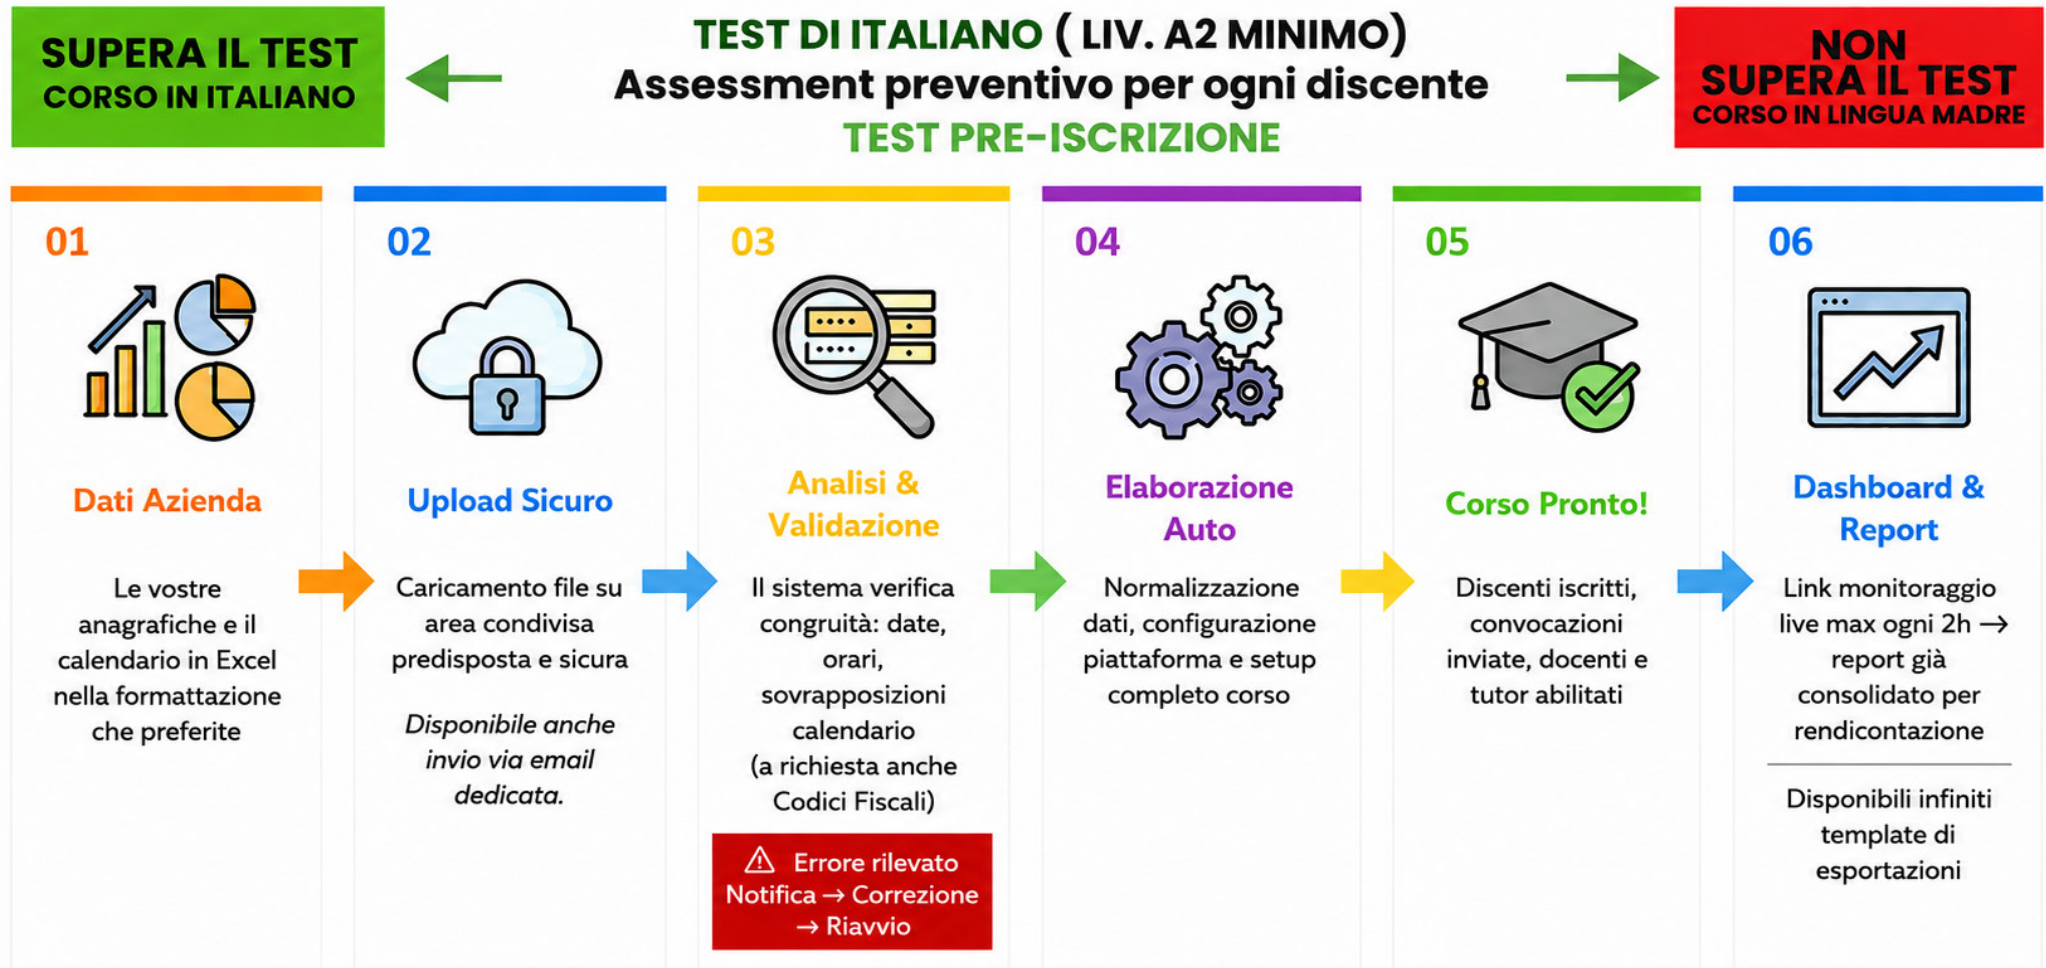 SUPERA IL TEST
CORSO IN ITALIANO
TEST DI ITALIANO ( LIV. A2 MINIMO)
Assessment preventivo per ogni discente
TEST PRE-ISCRIZIONE
NON
SUPERA IL TEST
CORSO IN LINGUA MADRE
01
Dati Azienda
Le vostre
anagrafiche e il
calendario in Excel
nella formattazione
che preferite
02
Upload Sicuro
Caricamento file su
area condivisa
predisposta e sicura
Disponibile anche
invio via email
dedicata.
03
Analisi &
Validazione
Il sistema verifica
congruità: date,
orari,
sovrapposizioni
calendario
(a richiesta anche
Codici Fiscali)
⚠ Errore rilevato
Notifica → Correzione
→ Riavvio
04
Elaborazione
Auto
Normalizzazione
dati, configurazione
piattaforma e setup
completo corso
05
Corso Pronto!
Discenti iscritti,
convocazioni
inviate, docenti e
tutor abilitati
06
Dashboard &
Report
Link monitoraggio
live max ogni 2h →
report già
consolidato per
rendicontazione
Disponibili infiniti
template di
esportazioni